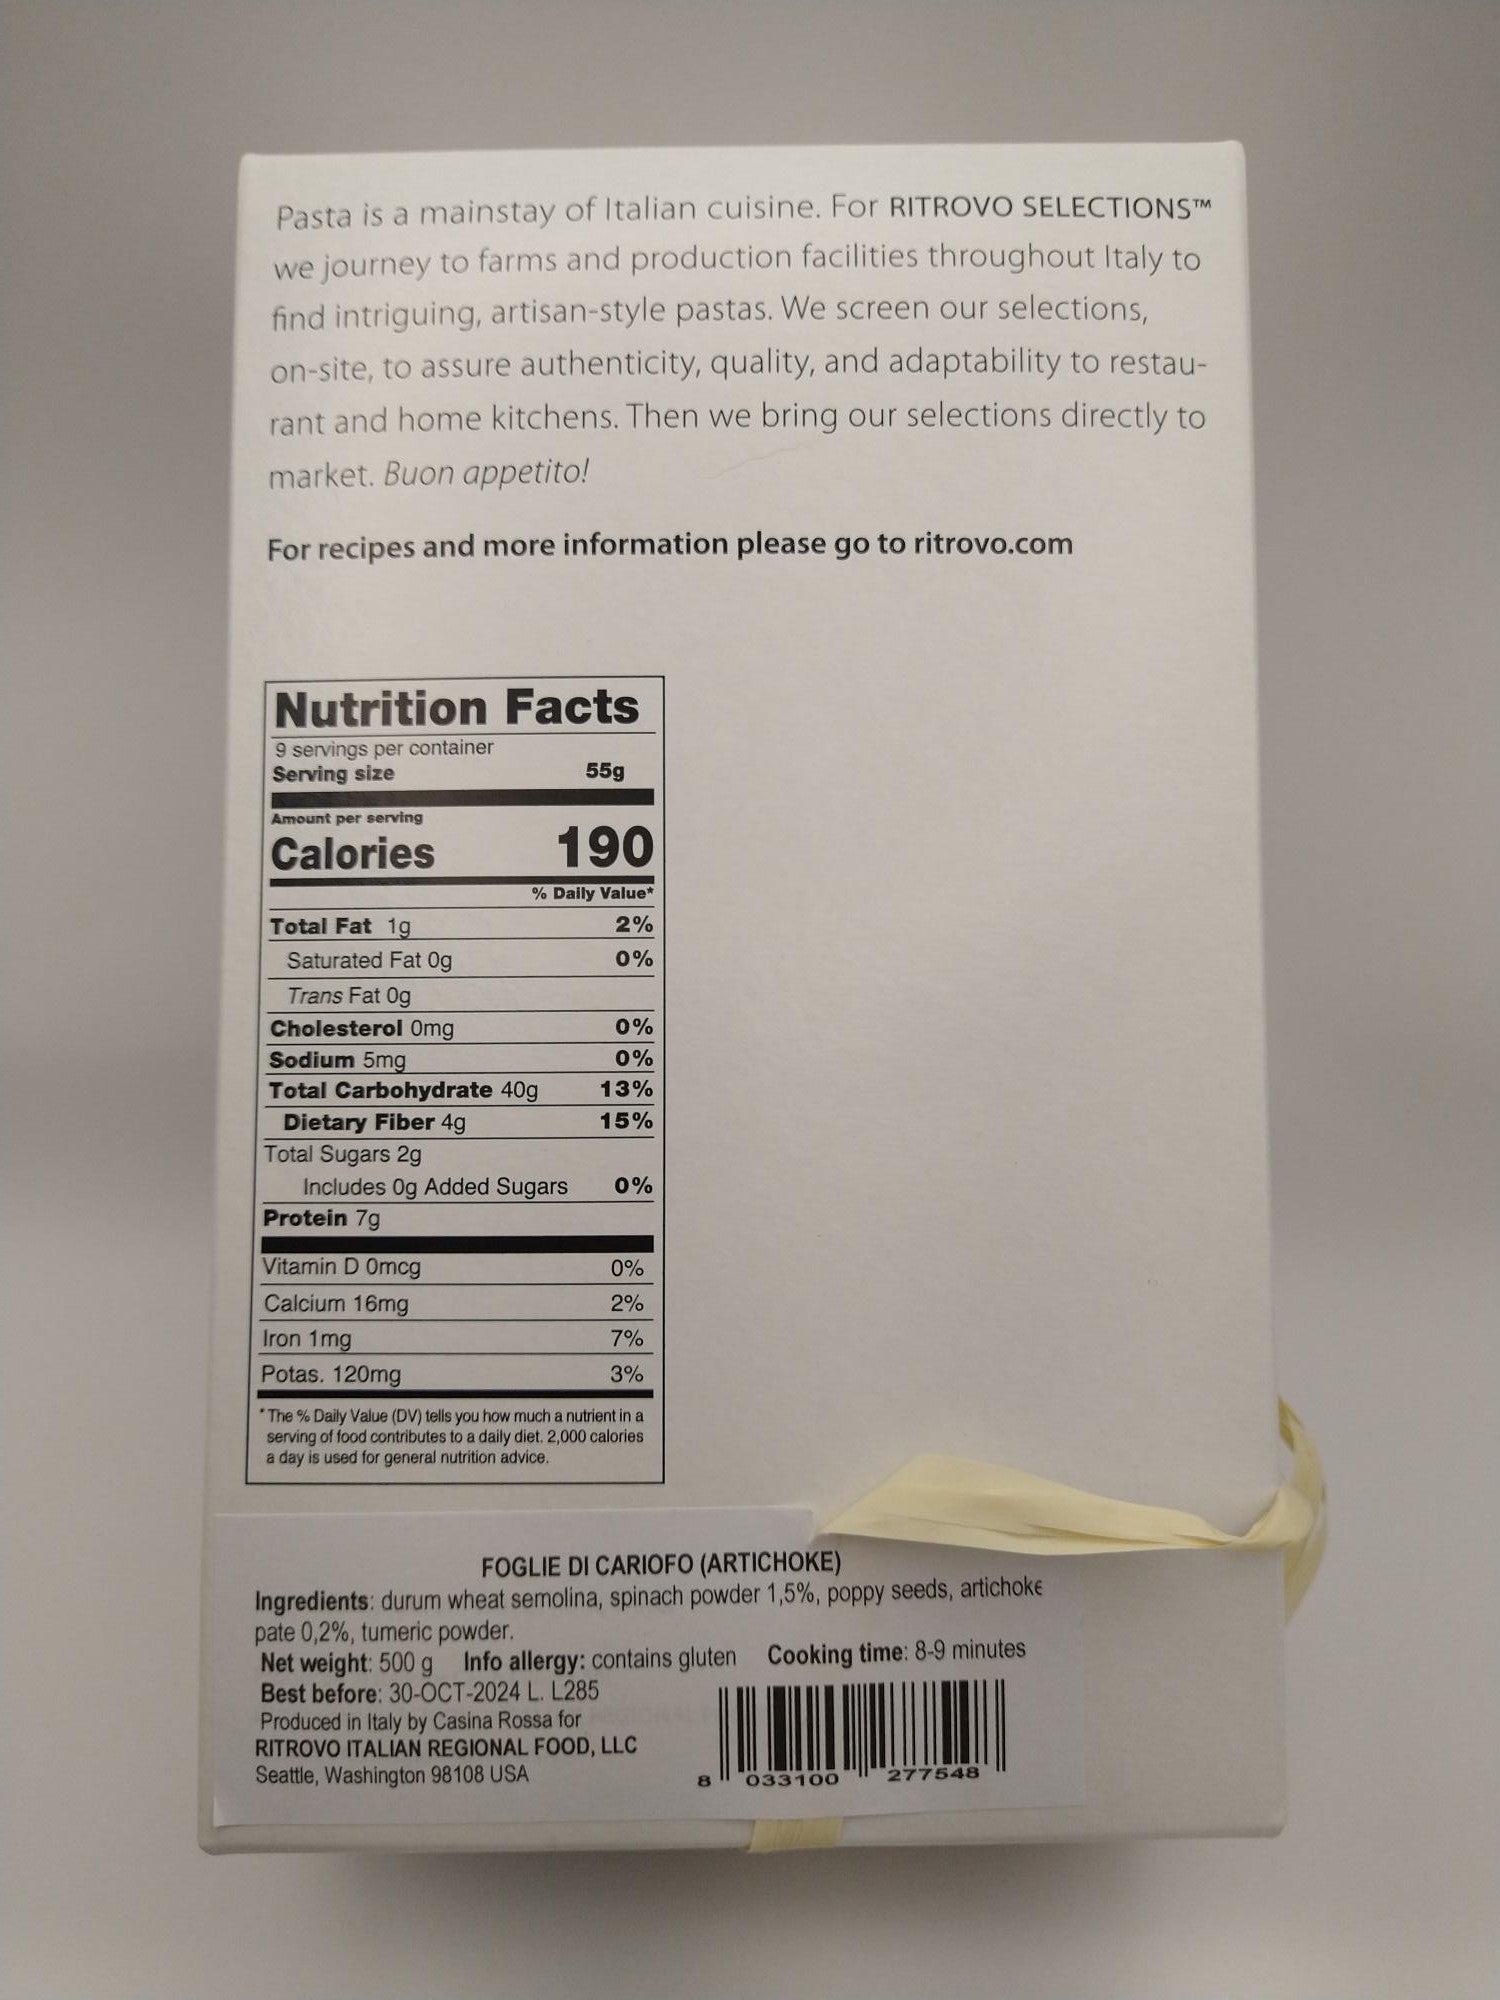 Pasta is a mainstay of Italian cuisine. For RITROVO SELECTIONS™
we journey to farms and production facilities throughout Italy to
find intriguing, artisan-style pastas. We screen our selections,
on-site, to assure authenticity, quality, and adaptability to restau-
rant and home kitchens. Then we bring our selections directly to
market. Buon appetito!
For recipes and more information please go to ritrovo.com
Nutrition Facts
9 servings per container
Serving size 55g
Amount per serving
Calories 190
% Daily Value*
Total Fat 1g 2%
Saturated Fat 0g 0%
Trans Fat 0g
Cholesterol 0mg 0%
Sodium 5mg 0%
Total Carbohydrate 40g 13%
Dietary Fiber 4g 15%
Total Sugars 2g
Includes 0g Added Sugars 0%
Protein 7g
Vitamin D 0mcg 0%
Calcium 16mg 2%
Iron 1mg 7%
Potas. 120mg 3%
* The % Daily Value (DV) tells you how much a nutrient in a
serving of food contributes to a daily diet. 2,000 calories
a day is used for general nutrition advice.
FOGLIE DI CARIOFO (ARTICHOKE)
Ingredients: durum wheat semolina, spinach powder 1,5%, poppy seeds, artichoke
pate 0,2%, tumeric powder.
Net weight: 500 g Info allergy: contains gluten Cooking time: 8-9 minutes
Best before: 30-OCT-2024 L. L285
Produced in Italy by Casina Rossa for
RITROVO ITALIAN REGIONAL FOOD, LLC
Seattle, Washington 98108 USA
8 033100 277548